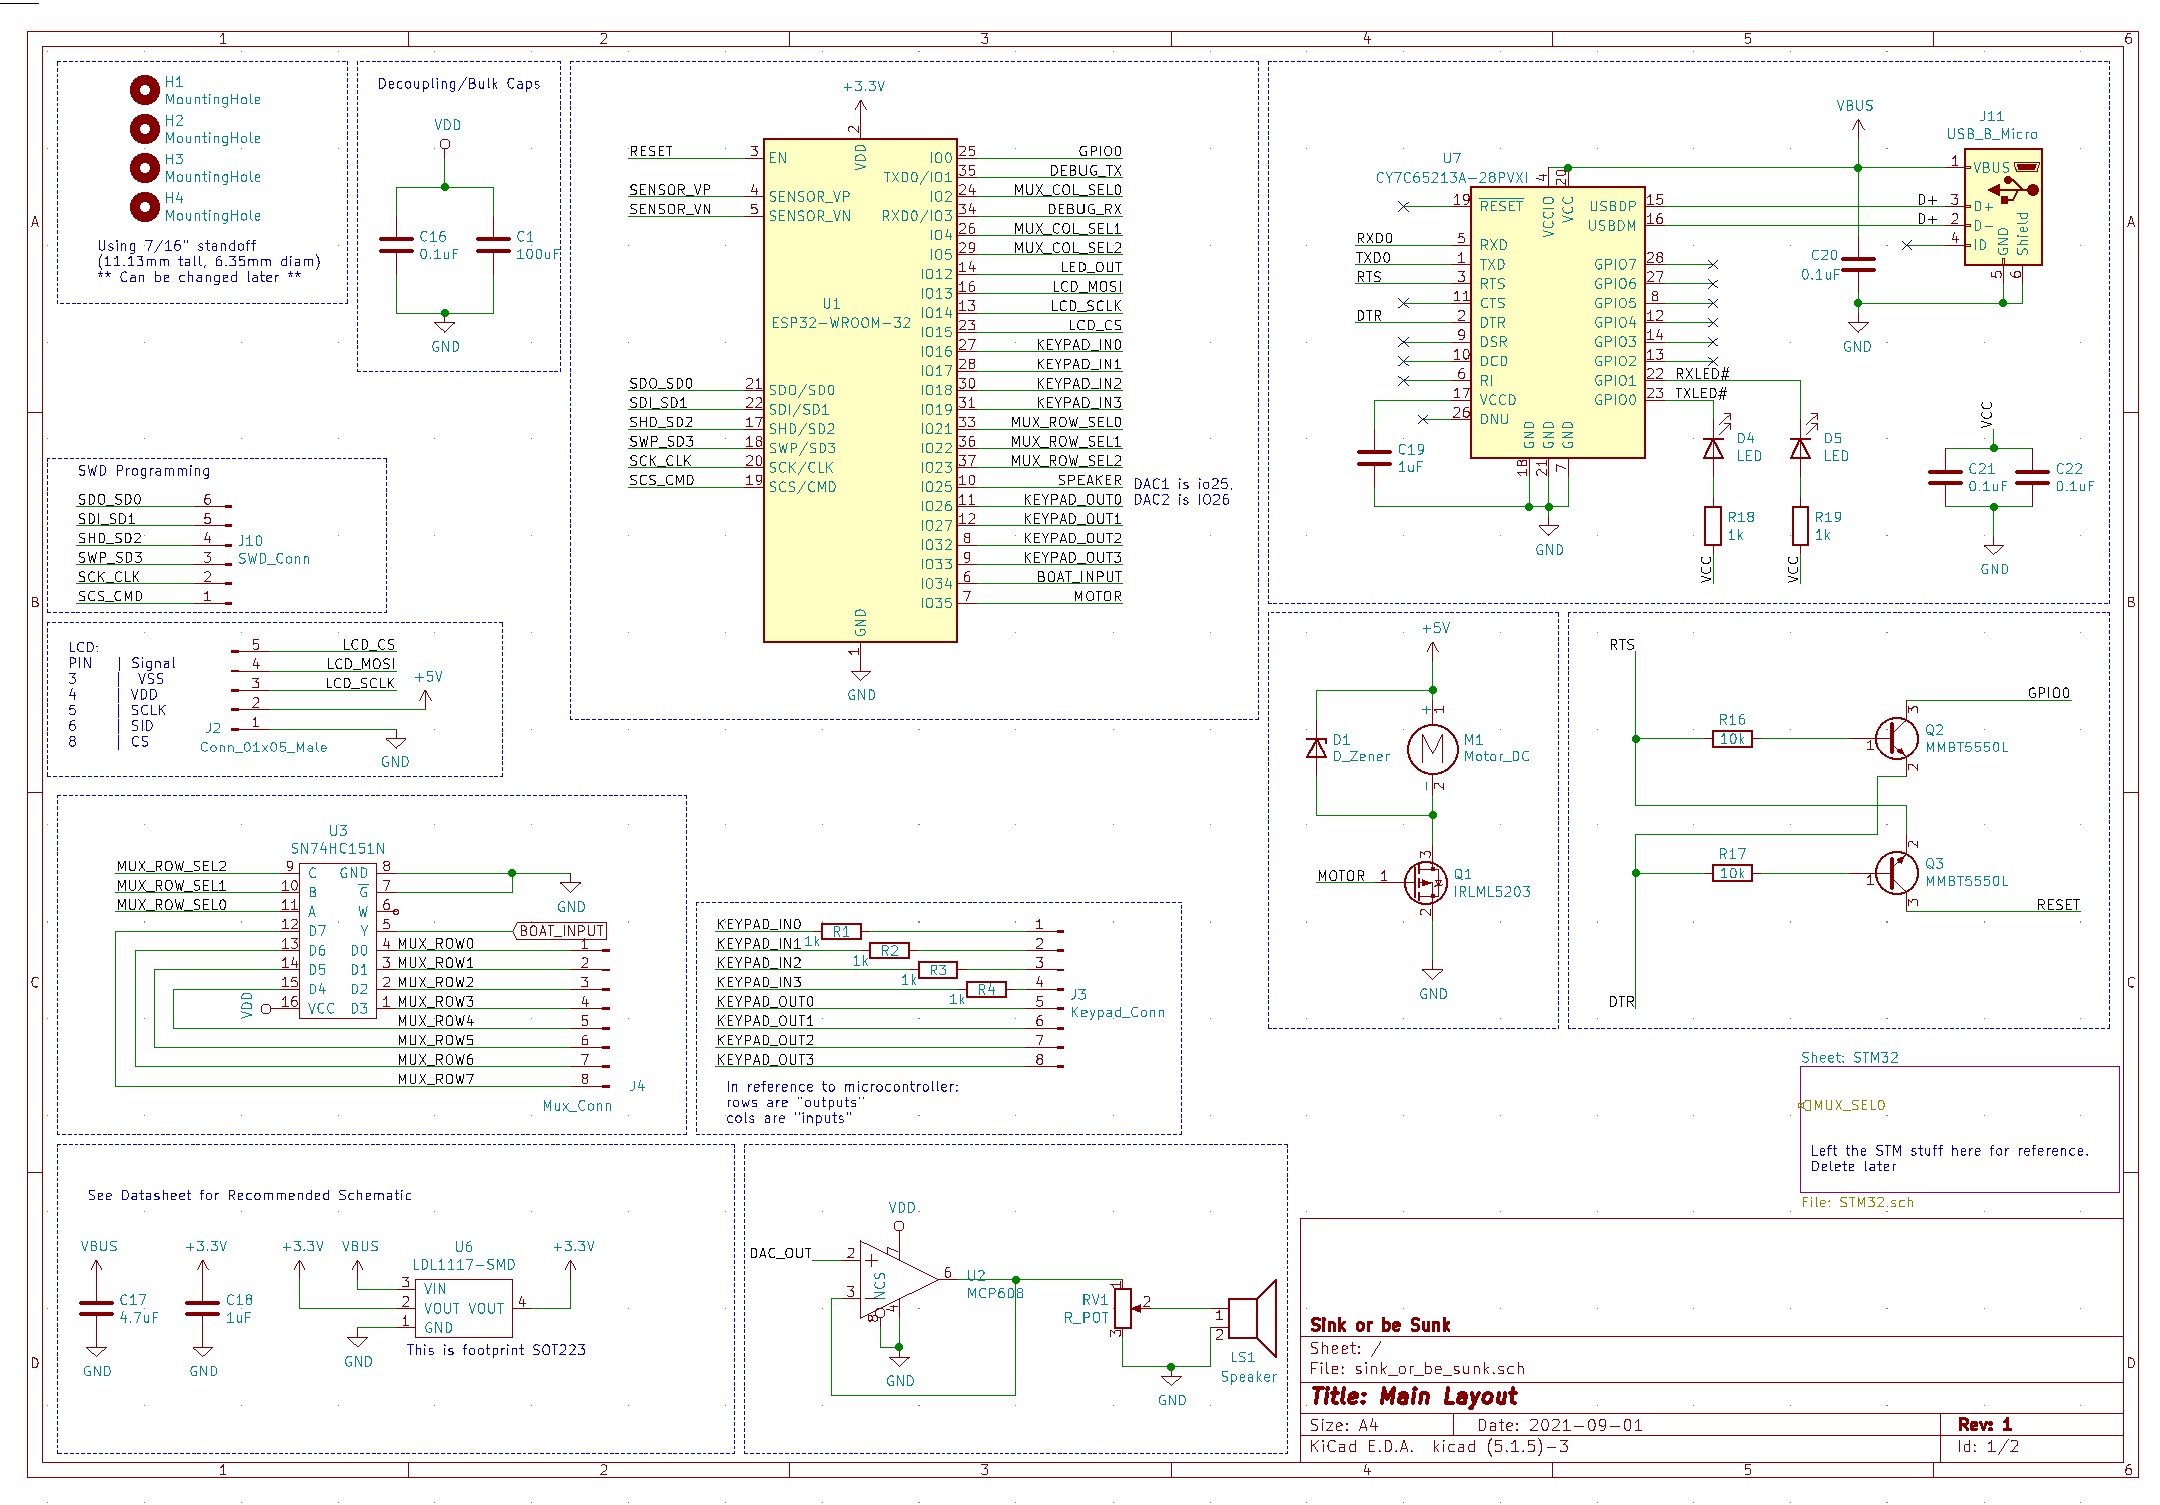 1 2 3 4 5 6
A
B
C
D
H1
MountingHole
H2
MountingHole
H3
MountingHole
H4
MountingHole
Using 7/16" standoff
(11.13mm tall, 6.35mm diam)
** Can be changed later **
Decoupling/Bulk Caps
VDD
C16
0.1uF
C1
100uF
GND
+3.3V
2
VDD
U1
ESP32-WROOM-32
RESET 3 EN
SENSOR_VP 4 SENSOR_VP
SENSOR_VN 5 SENSOR_VN
SDO_SD0 21 SDO/SD0
SDI_SD1 22 SDI/SD1
SHD_SD2 17 SHD/SD2
SWP_SD3 18 SWP/SD3
SCK_CLK 20 SCK/CLK
SCS_CMD 19 SCS/CMD
IO0 25 GPIO0
TXD0/IO1 35 DEBUG_TX
IO2 24 MUX_COL_SEL0
RXD0/IO3 34 DEBUG_RX
IO4 26 MUX_COL_SEL1
IO5 29 MUX_COL_SEL2
IO12 14 LED_OUT
IO13 16 LCD_MOSI
IO14 13 LCD_SCLK
IO15 23 LCD_CS
IO16 27 KEYPAD_IN0
IO17 28 KEYPAD_IN1
IO18 30 KEYPAD_IN2
IO19 31 KEYPAD_IN3
IO21 33 MUX_ROW_SEL0
IO22 36 MUX_ROW_SEL1
IO23 37 MUX_ROW_SEL2
IO25 10 SPEAKER
IO26 11 KEYPAD_OUT0
IO27 12 KEYPAD_OUT1
IO32 8 KEYPAD_OUT2
IO33 9 KEYPAD_OUT3
IO34 6 BOAT_INPUT
IO35 7 MOTOR
GND
1
GND
DAC1 is io25,
DAC2 is IO26
U7
CY7C65213A-28PVXI
4 20
VCCIO VCC
19 RESET
RXD0 5 RXD
TXD0 1 TXD
RTS 3 RTS
11 CTS
DTR 2 DTR
9 DSR
10 DCD
6 RI
17 VCCD
26 DNU
USBDP 15
USBDM 16
GPIO7 28
GPIO6 27
GPIO5 8
GPIO4 12
GPIO3 14
GPIO2 13
GPIO1 22 RXLED#
GPIO0 23 TXLED#
GND GND GND
18 21 7
GND
C19
1uF
D4
LED
D5
LED
R18
1k
R19
1k
VCC
VCC
VBUS
C20
0.1uF
GND
J11
USB_B_Micro
1 VBUS
D+ 3 D+
D+ 2 D-
4 ID
GND Shield
5 6
VCC
C21
0.1uF
C22
0.1uF
GND
SWD Programming
SDO_SD0 6
SDI_SD1 5
SHD_SD2 4
SWP_SD3 3
SCK_CLK 2
SCS_CMD 1
J10
SWD_Conn
LCD:
PIN | Signal
3 | VSS
4 | VDD
5 | SCLK
6 | SID
8 | CS
5 LCD_CS
4 LCD_MOSI
3 LCD_SCLK
2
1
+5V
GND
J2
Conn_01x05_Male
+5V
+ 1
M
M1
Motor_DC
- 2
D1
D_Zener
MOTOR 1
3
2
Q1
IRLML5203
GND
RTS
R16
10k
GPIO0
3
1
2
Q2
MMBT5550L
R17
10k
2
1
3
Q3
MMBT5550L
RESET
DTR
U3
SN74HC151N
MUX_ROW_SEL2 9 C
MUX_ROW_SEL1 10 B
MUX_ROW_SEL0 11 A
12 D7
13 D6
14 D5
15 D4
VDD 16 VCC
GND 8
G 7
W 6
Y 5
D0 4
D1 3
D2 2
D3 1
GND
BOAT_INPUT
MUX_ROW0 1
MUX_ROW1 2
MUX_ROW2 3
MUX_ROW3 4
MUX_ROW4 5
MUX_ROW5 6
MUX_ROW6 7
MUX_ROW7 8
J4
Mux_Conn
KEYPAD_IN0 R1 1k 1
KEYPAD_IN1 R2 1k 2
KEYPAD_IN2 R3 1k 3
KEYPAD_IN3 R4 1k 4
KEYPAD_OUT0 5
KEYPAD_OUT1 6
KEYPAD_OUT2 7
KEYPAD_OUT3 8
J3
Keypad_Conn
In reference to microcontroller:
rows are "outputs"
cols are "inputs"
Sheet: STM32
MUX_SEL0
Left the STM stuff here for reference.
Delete later
File: STM32.sch
See Datasheet for Recommended Schematic
VBUS
C17
4.7uF
GND
+3.3V
C18
1uF
GND
+3.3V
VBUS
U6
LDL1117-SMD
3 VIN
2 VOUT VOUT 4
1 GND
+3.3V
GND
This is footprint SOT223
VDD
DAC_OUT 2 +
3 -
7
NCS
8 4
6
U2
MCP608
GND
RV1
R_POT
1
2
3
GND
1
2
LS1
Speaker
Sink or be Sunk
Sheet: /
File: sink_or_be_sunk.sch
Title: Main Layout
Size: A4 Date: 2021-09-01 Rev: 1
KiCad E.D.A. kicad (5.1.5)-3 Id: 1/2
1 2 3 4 5 6
A
B
C
D